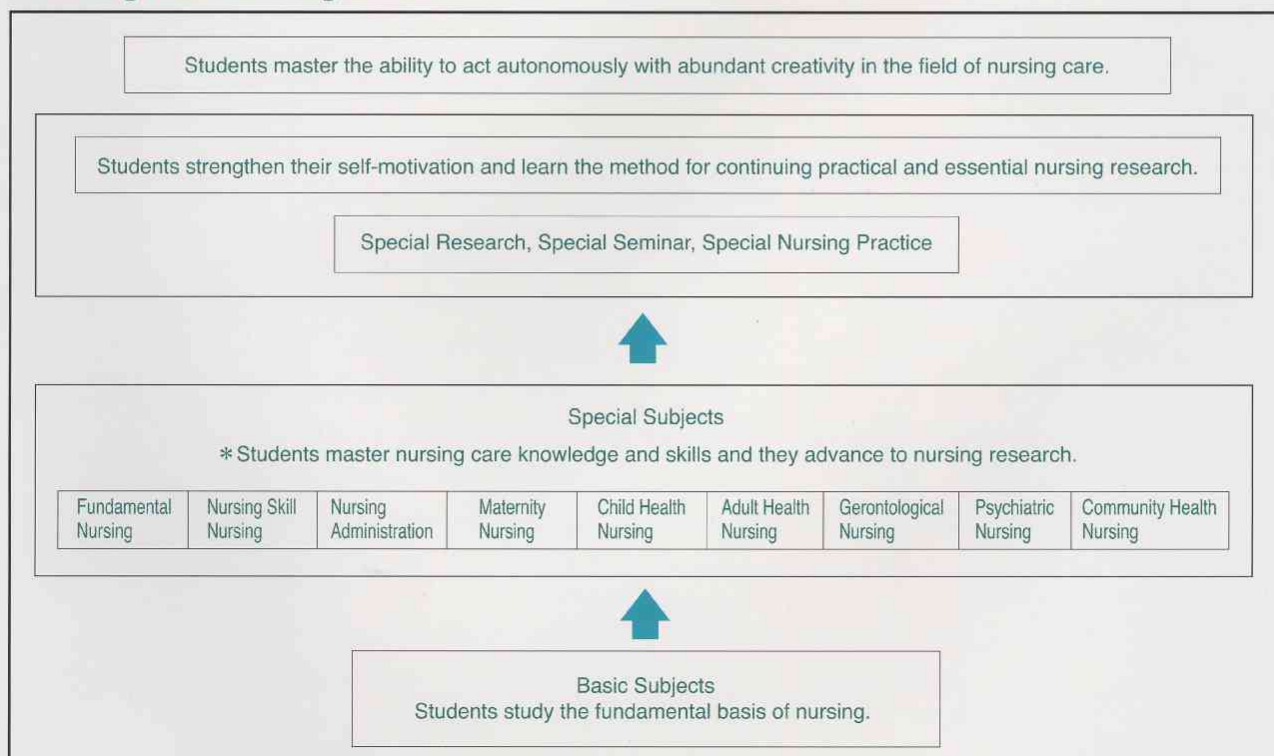 Students master the ability to act autonomously with abundant creativity in the field of nursing care.
Students strengthen their self-motivation and learn the method for continuing practical and essential nursing research.
Special Research, Special Seminar, Special Nursing Practice
Special Subjects
*Students master nursing care knowledge and skills and they advance to nursing research.
Fundamental
Nursing
Nursing Skill
Nursing
Nursing
Administration
Maternity
Nursing
Child Health
Nursing
Adult Health
Nursing
Gerontological
Nursing
Psychiatric
Nursing
Community Health
Nursing
Basic Subjects
Students study the fundamental basis of nursing.